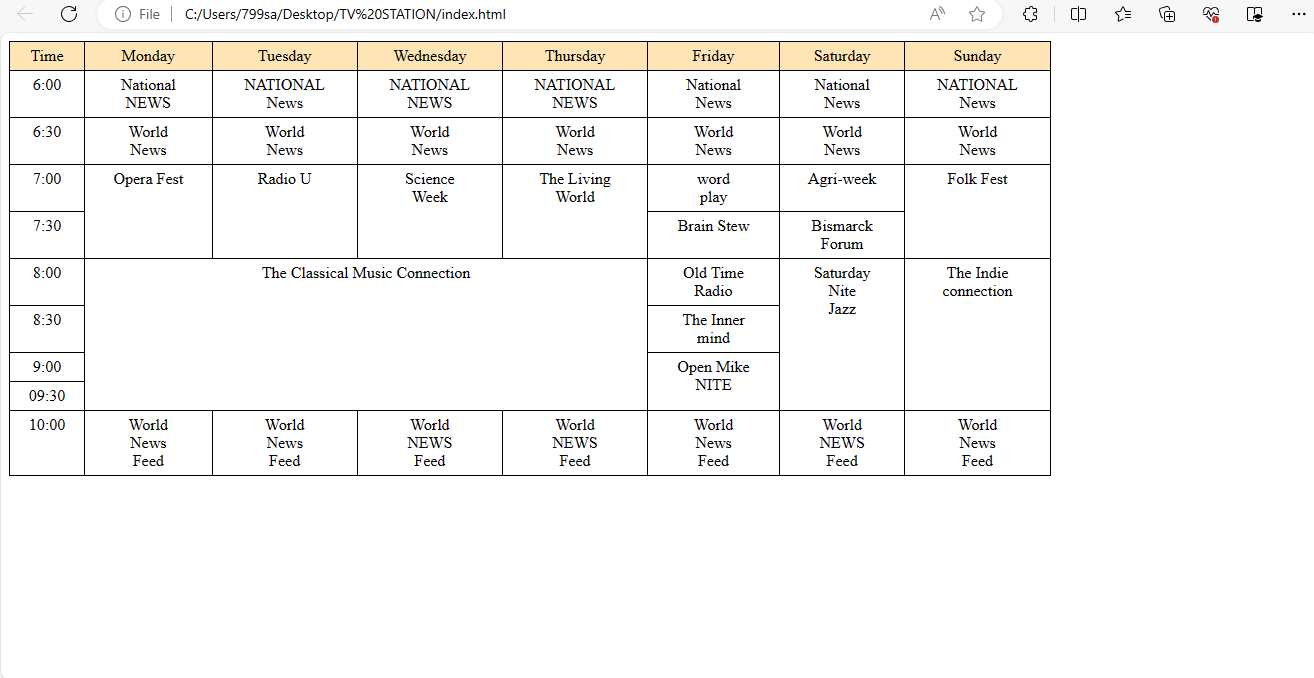 File
C:/Users/799sa/Desktop/TV%20STATION/index.html
Time Monday Tuesday Wednesday Thursday Friday Saturday Sunday
6:00 National NATIONAL NATIONAL NATIONAL National National NATIONAL
NEWS News NEWS NEWS News News News
6:30 World World World World World World World
News News News News News News News
7:00 Opera Fest Radio U Science The Living word Agri-week Folk Fest
Week World play
7:30 Brain Stew Bismarck
Forum
8:00 The Classical Music Connection Old Time Saturday The Indie
Radio Nite connection
Jazz
8:30 The Inner
mind
9:00 Open Mike
NITE
09:30
10:00 World World World World World World World
News News NEWS NEWS News NEWS News
Feed Feed Feed Feed Feed Feed Feed